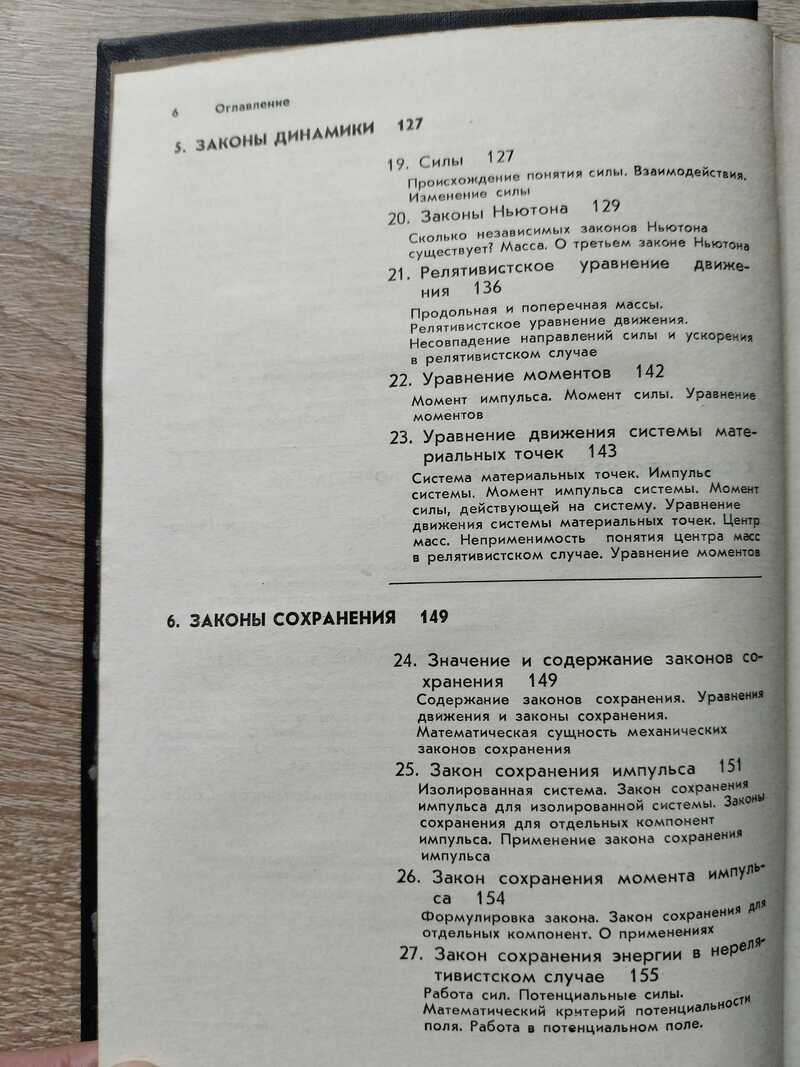 6 Оглавление
5. ЗАКОНЫ ДИНАМИКИ 127
19. Силы 127
Происхождение понятия силы. Взаимодействия.
Изменение силы
20. Законы Ньютона 129
Сколько независимых законов Ньютона
существует? Масса. О третьем законе Ньютона
21. Релятивистское уравнение движе-
ния 136
Продольная и поперечная массы.
Релятивистское уравнение движения.
Несовпадение направлений силы и ускорения
в релятивистском случае
22. Уравнение моментов 142
Момент импульса. Момент силы. Уравнение
моментов
23. Уравнение движения системы мате-
риальных точек 143
Система материальных точек. Импульс
системы. Момент импульса системы. Момент
силы, действующей на систему. Уравнение
движения системы материальных точек. Центр
масс. Неприменимость понятия центра масс
в релятивистском случае. Уравнение моментов
6. ЗАКОНЫ СОХРАНЕНИЯ 149
24. Значение и содержание законов со-
хранения 149
Содержание законов сохранения. Уравнения
движения и законы сохранения.
Математическая сущность механических
законов сохранения
25. Закон сохранения импульса 151
Изолированная система. Закон сохранения
импульса для изолированной системы. Законы
сохранения для отдельных компонент
импульса. Применение закона сохранения
импульса
26. Закон сохранения момента импуль-
са 154
Формулировка закона. Закон сохранения для
отдельных компонент. О применениях
27. Закон сохранения энергии в нереля-
тивистском случае 155
Работа сил. Потенциальные силы.
Математический критерий потенциальности
поля. Работа в потенциальном поле.